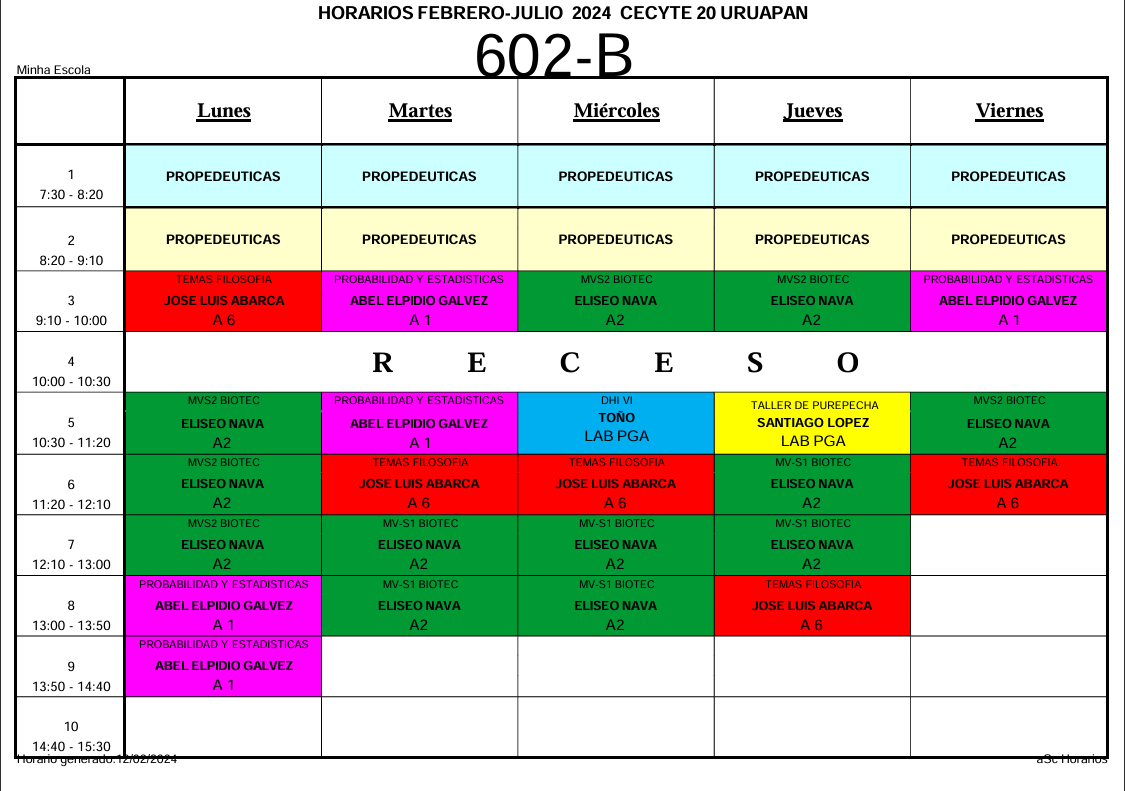 HORARIOS FEBRERO-JULIO 2024 CECYTE 20 URUAPAN
602-B
Minha Escola
Lunes Martes Miércoles Jueves Viernes
1
7:30 - 8:20
PROPEDEUTICAS PROPEDEUTICAS PROPEDEUTICAS PROPEDEUTICAS PROPEDEUTICAS
2
8:20 - 9:10
PROPEDEUTICAS PROPEDEUTICAS PROPEDEUTICAS PROPEDEUTICAS PROPEDEUTICAS
3
9:10 - 10:00
TEMAS FILOSOFIA PROBABILIDAD Y ESTADISTICAS MVS2 BIOTEC MVS2 BIOTEC PROBABILIDAD Y ESTADISTICAS
JOSE LUIS ABARCA ABEL ELPIDIO GALVEZ ELISEO NAVA ELISEO NAVA ABEL ELPIDIO GALVEZ
A 6 A 1 A2 A2 A 1
4
10:00 - 10:30
R E C E S O
5
10:30 - 11:20
MVS2 BIOTEC PROBABILIDAD Y ESTADISTICAS DHI VI TALLER DE PUREPECHA MVS2 BIOTEC
ELISEO NAVA ABEL ELPIDIO GALVEZ TOÑO SANTIAGO LOPEZ ELISEO NAVA
A2 A 1 LAB PGA LAB PGA A2
6
11:20 - 12:10
MVS2 BIOTEC TEMAS FILOSOFIA TEMAS FILOSOFIA MV-S1 BIOTEC TEMAS FILOSOFIA
ELISEO NAVA JOSE LUIS ABARCA JOSE LUIS ABARCA ELISEO NAVA JOSE LUIS ABARCA
A2 A 6 A 6 A2 A 6
7
12:10 - 13:00
MVS2 BIOTEC MV-S1 BIOTEC MV-S1 BIOTEC MV-S1 BIOTEC
ELISEO NAVA ELISEO NAVA ELISEO NAVA ELISEO NAVA
A2 A2 A2 A2
8
13:00 - 13:50
PROBABILIDAD Y ESTADISTICAS MV-S1 BIOTEC MV-S1 BIOTEC TEMAS FILOSOFIA
ABEL ELPIDIO GALVEZ ELISEO NAVA ELISEO NAVA JOSE LUIS ABARCA
A 1 A2 A2 A 6
9
13:50 - 14:40
PROBABILIDAD Y ESTADISTICAS
ABEL ELPIDIO GALVEZ
A 1
10
14:40 - 15:30
Horario generado:12/02/2024 aSc Horarios